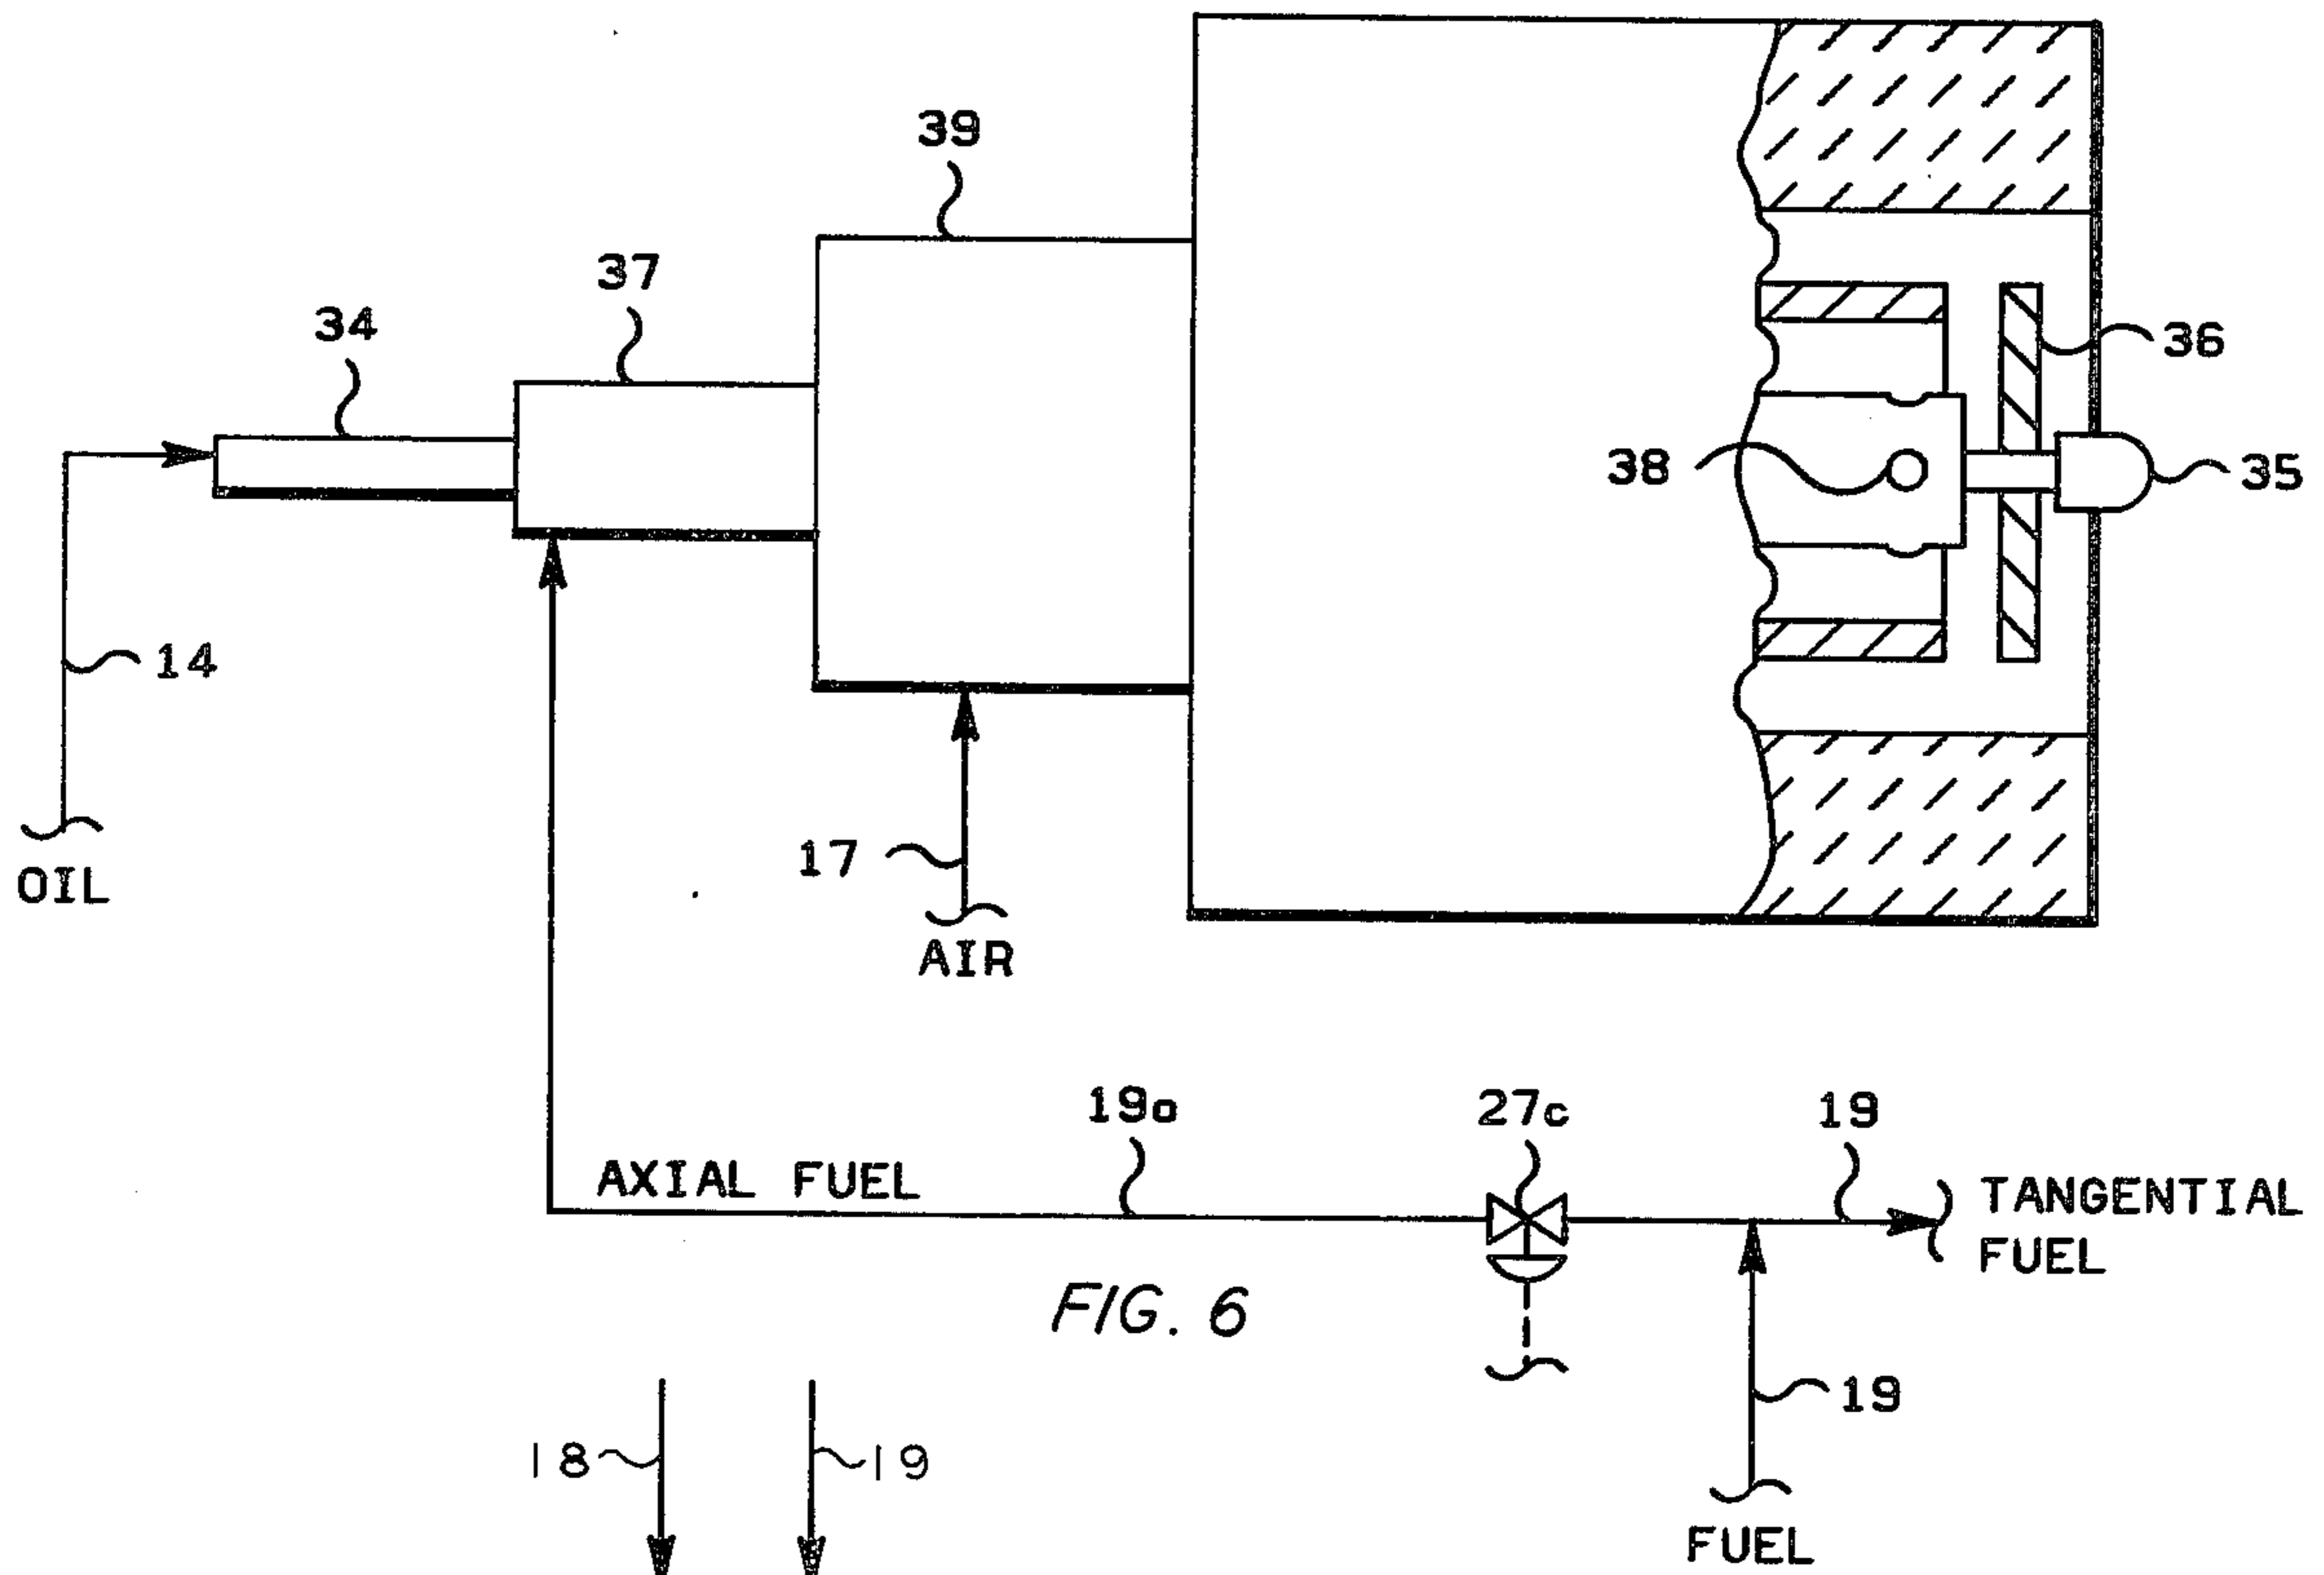 39
37
34
36
38
35
14
17
OIL
AIR
19a
27c
19
AXIAL FUEL
TANGENTIAL
FUEL
FIG. 6
19
18
19
FUEL